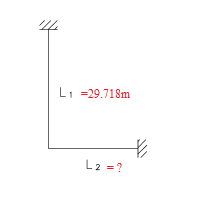 L1 =29.718m
L2 = ?